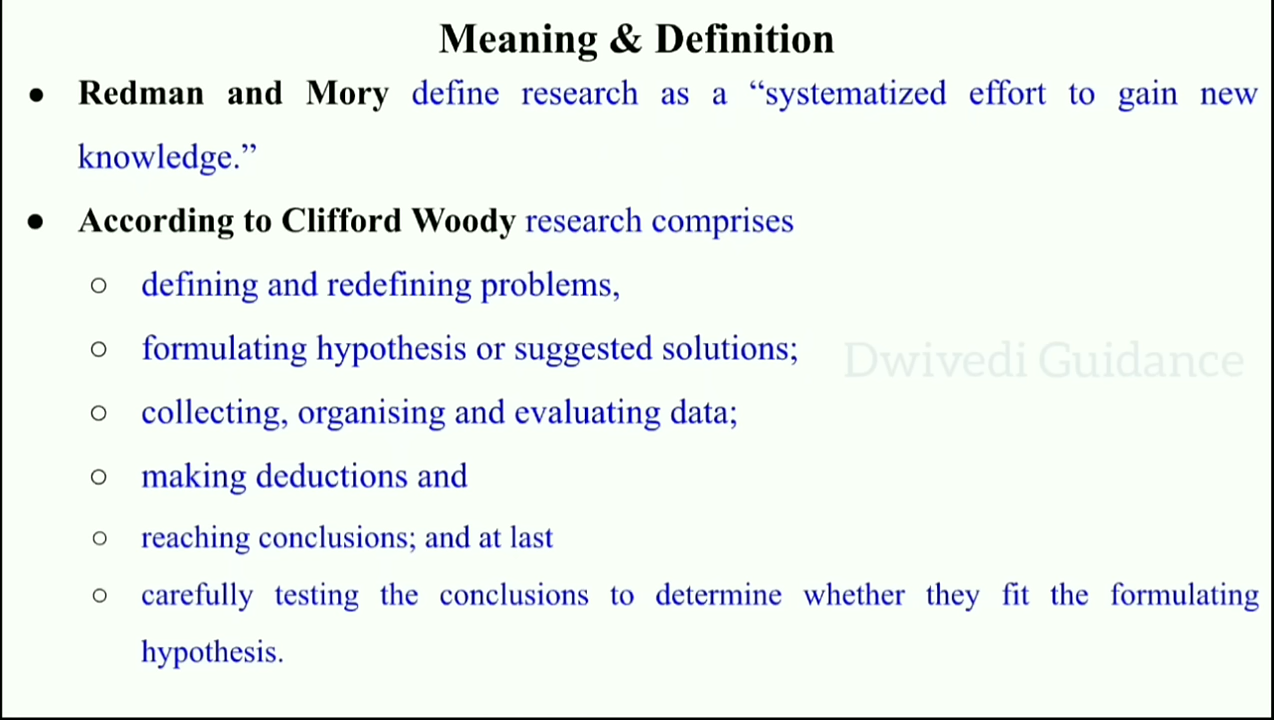 Meaning & Definition
● Redman and Mory define research as a “systematized effort to gain new
knowledge.”
● According to Clifford Woody research comprises
○ defining and redefining problems,
○ formulating hypothesis or suggested solutions;
Dwivedi Guidance
○ collecting, organising and evaluating data;
○ making deductions and
○ reaching conclusions; and at last
○ carefully testing the conclusions to determine whether they fit the formulating
hypothesis.